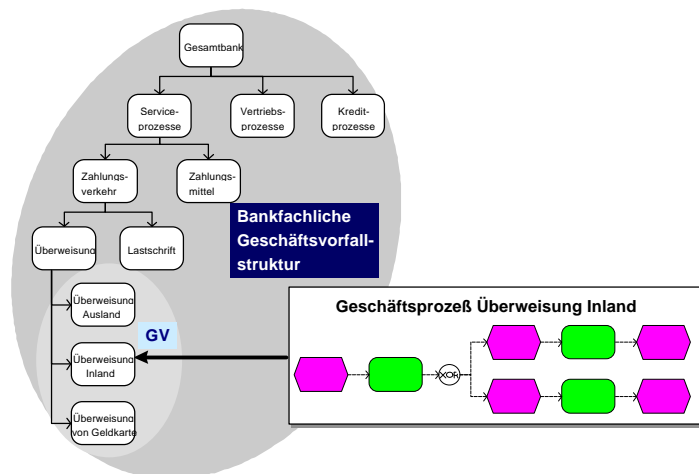 Gesamtbank
Service-
prozesse
Vertriebs-
prozesse
Kredit-
prozesse
Zahlungs-
verkehr
Zahlungs-
mittel
Bankfachliche
Geschäftsvorfall-
struktur
Überweisung
Lastschrift
Überweisung
Ausland
GV
Überweisung
Inland
Überweisung
von Geldkarte
Geschäftsprozeß Überweisung Inland
XOR